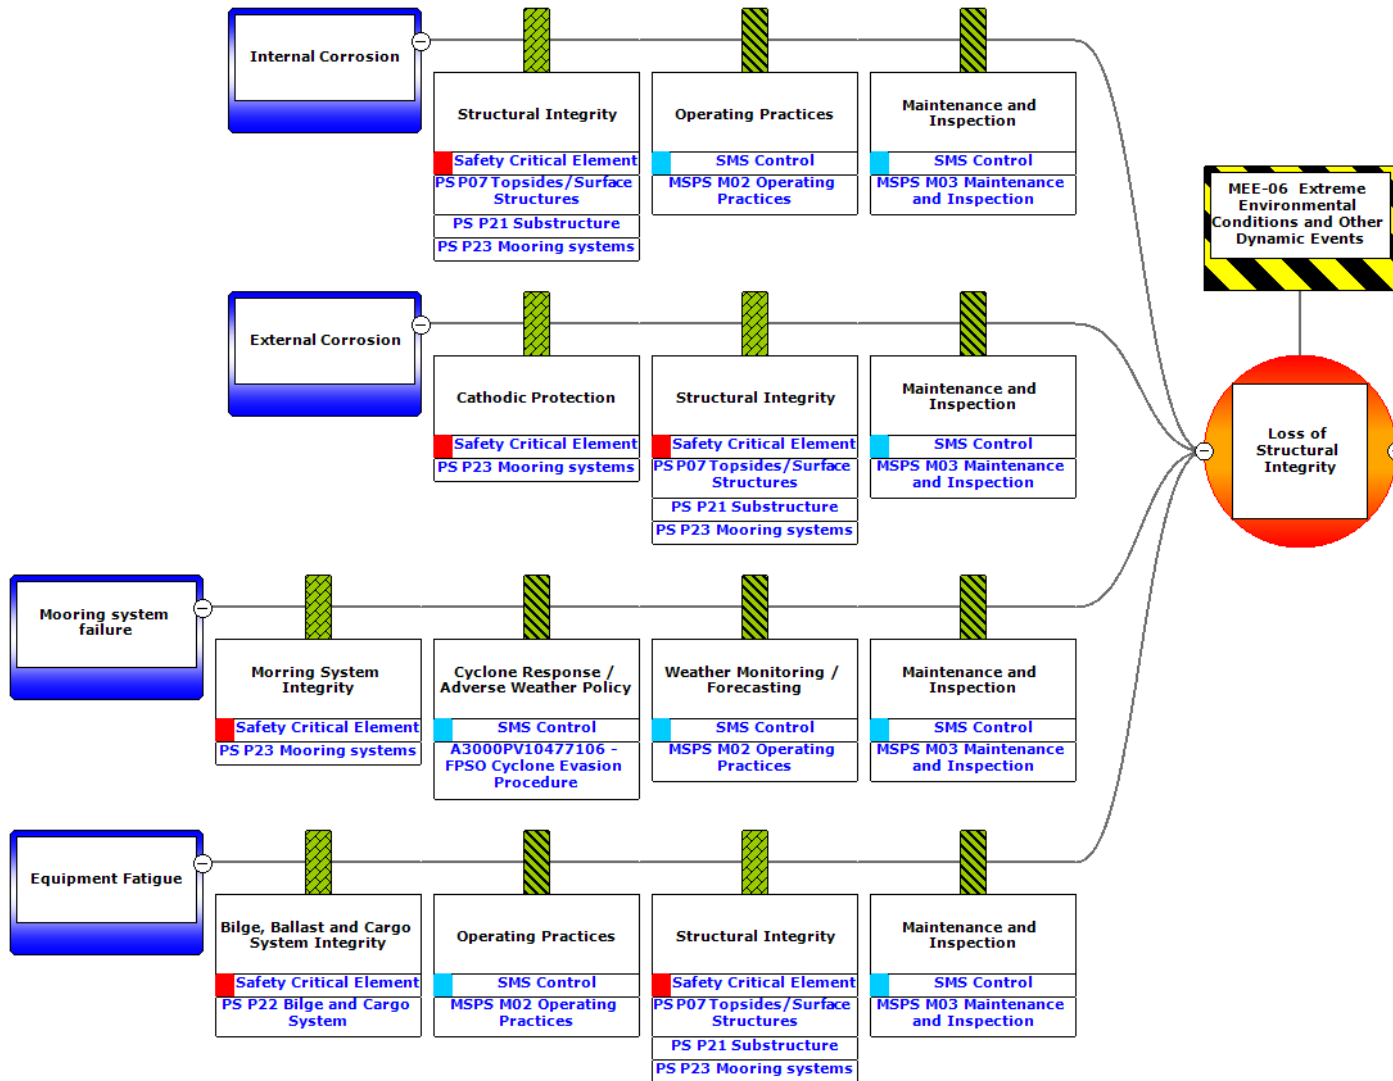 Internal Corrosion
Structural Integrity
Safety Critical Element
PS P07 Topsides/Surface
Structures
PS P21 Substructure
PS P23 Mooring systems
Operating Practices
SMS Control
MSPS M02 Operating
Practices
Maintenance and
Inspection
SMS Control
MSPS M03 Maintenance
and Inspection
MEE-06 Extreme
Environmental
Conditions and Other
Dynamic Events
Loss of
Structural
Integrity
External Corrosion
Cathodic Protection
Safety Critical Element
PS P23 Mooring systems
Structural Integrity
Safety Critical Element
PS P07 Topsides/Surface
Structures
PS P21 Substructure
PS P23 Mooring systems
Maintenance and
Inspection
SMS Control
MSPS M03 Maintenance
and Inspection
Mooring system
failure
Morring System
Integrity
Safety Critical Element
PS P23 Mooring systems
Cyclone Response /
Adverse Weather Policy
SMS Control
A3000PV10477106 -
FPSO Cyclone Evasion
Procedure
Weather Monitoring /
Forecasting
SMS Control
MSPS M02 Operating
Practices
Maintenance and
Inspection
SMS Control
MSPS M03 Maintenance
and Inspection
Equipment Fatigue
Bilge, Ballast and Cargo
System Integrity
Safety Critical Element
PS P22 Bilge and Cargo
System
Operating Practices
SMS Control
MSPS M02 Operating
Practices
Structural Integrity
Safety Critical Element
PS P07 Topsides/Surface
Structures
PS P21 Substructure
PS P23 Mooring systems
Maintenance and
Inspection
SMS Control
MSPS M03 Maintenance
and Inspection